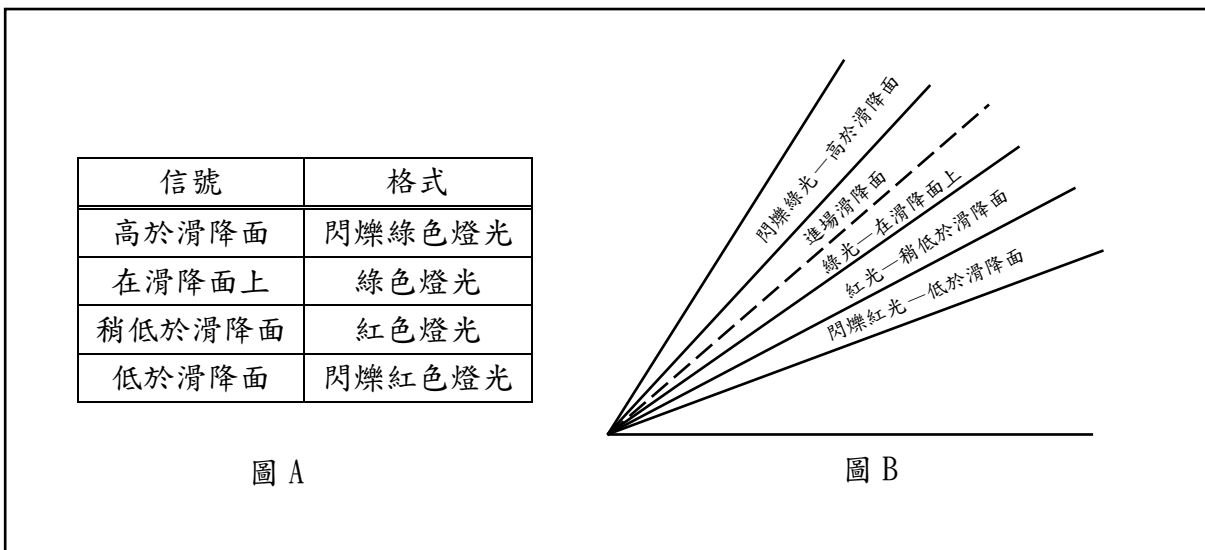 信號 格式
高於滑降面 閃爍綠色燈光
在滑降面上 綠色燈光
稍低於滑降面 紅色燈光
低於滑降面 閃爍紅色燈光
圖 A
閃爍綠光—高於滑降面
進場滑降面
綠光—在滑降面上
紅光—稍低於滑降面
閃爍紅光—低於滑降面
圖 B